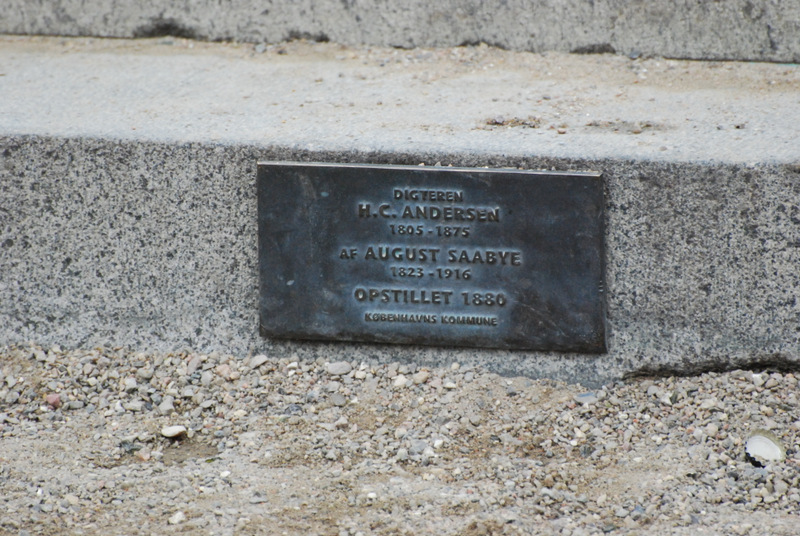 DIGTEREN
H.C. ANDERSEN
1805 - 1875
AF AUGUST SAABYE
1823 - 1916
OPSTILLET 1880
KØBENHAVNS KOMMUNE